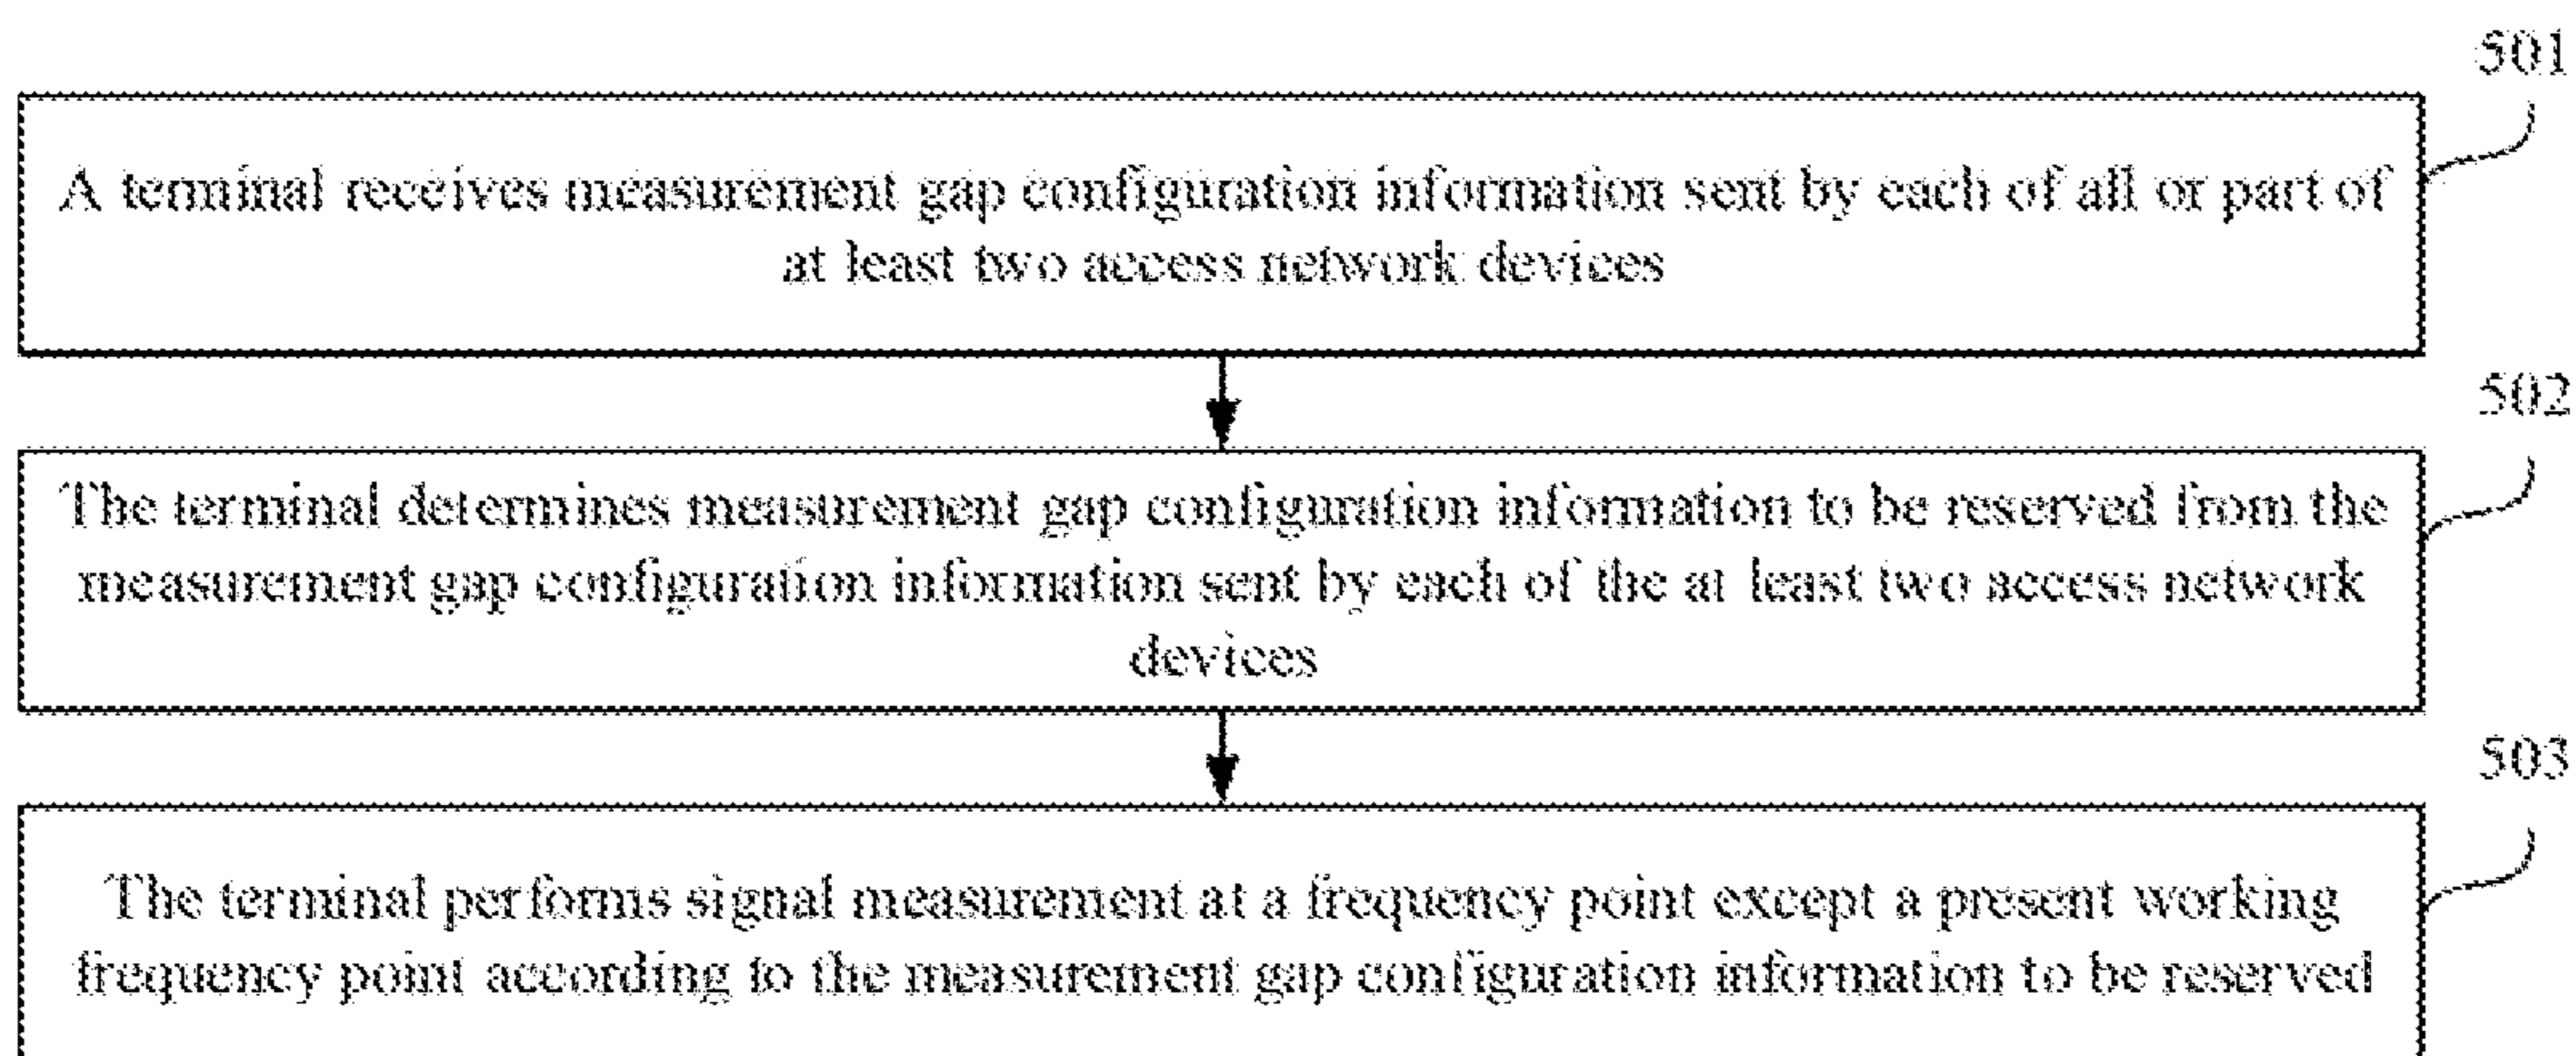 501
A terminal receives measurement gap configuration information sent by each of all or part of
at least two access network devices
502
The terminal determines measurement gap configuration information to be reserved from the
measurement gap configuration information sent by each of the at least two access network
devices
503
The terminal performs signal measurement at a frequency point except a present working
frequency point according to the measurement gap configuration information to be reserved